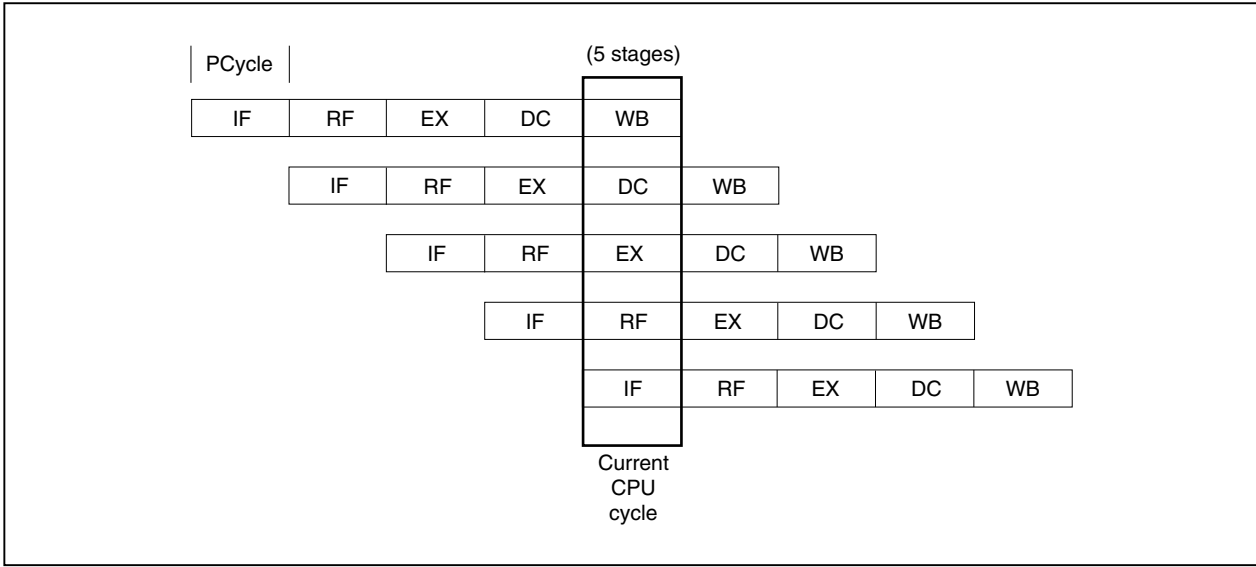 (5 stages)
PCycle
IF RF EX DC WB
IF RF EX DC WB
IF RF EX DC WB
IF RF EX DC WB
IF RF EX DC WB
Current
CPU
cycle